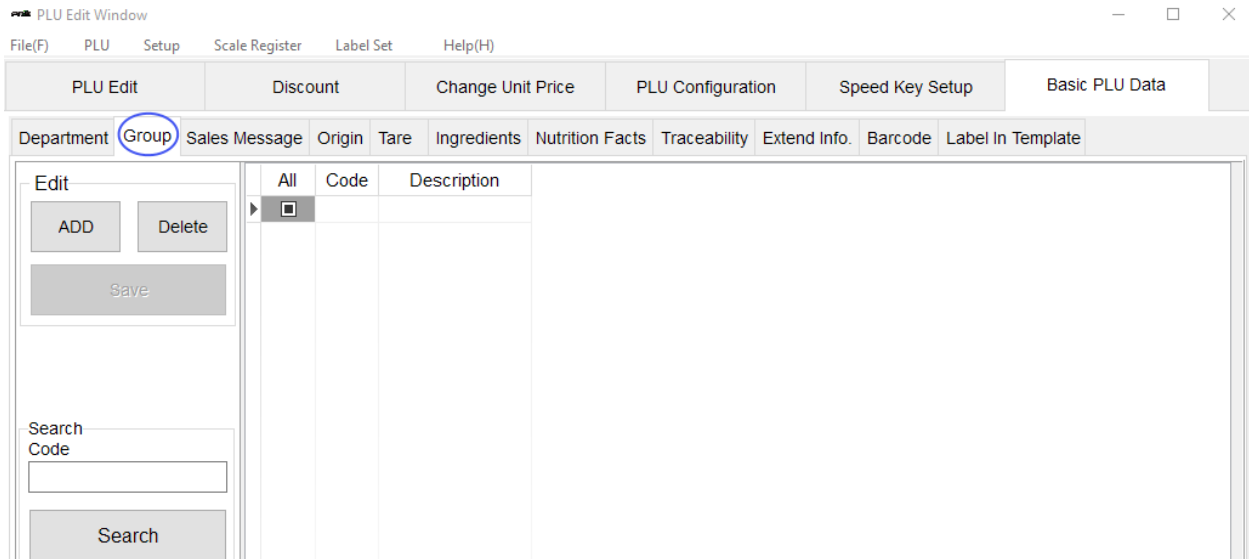 PLU Edit Window
File(F) PLU Setup Scale Register Label Set Help(H)
PLU Edit Discount Change Unit Price PLU Configuration Speed Key Setup Basic PLU Data
Department Group Sales Message Origin Tare Ingredients Nutrition Facts Traceability Extend Info. Barcode Label In Template
Edit
All Code Description
ADD Delete
Save
Search
Code
Search